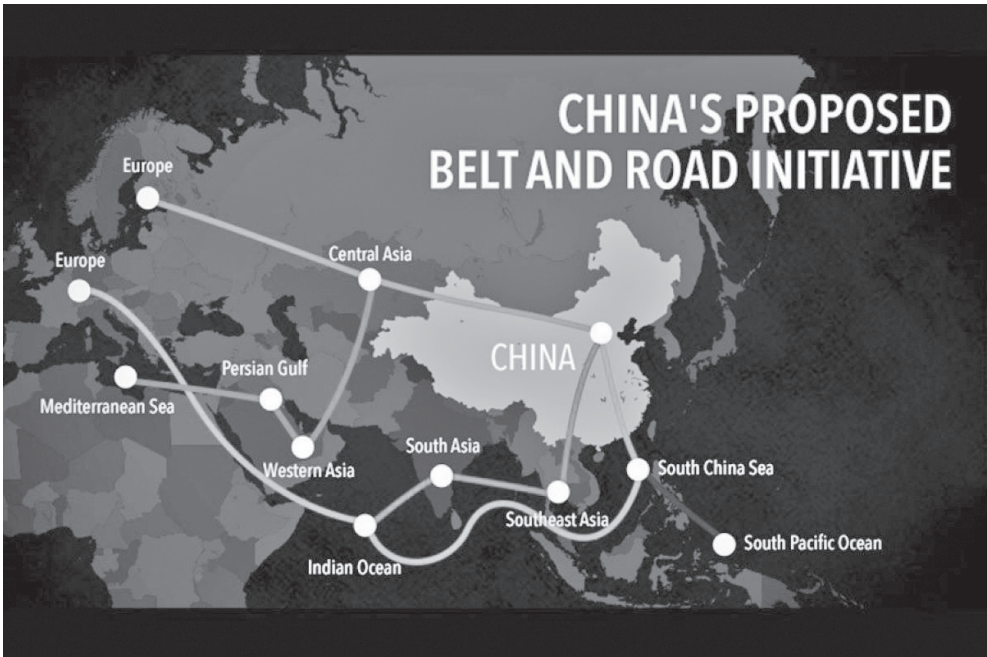 CHINA'S PROPOSED
BELT AND ROAD INITIATIVE
Europe
Europe
Central Asia
CHINA
Persian Gulf
Mediterranean Sea
Western Asia
South Asia
South China Sea
Southeast Asia
South Pacific Ocean
Indian Ocean